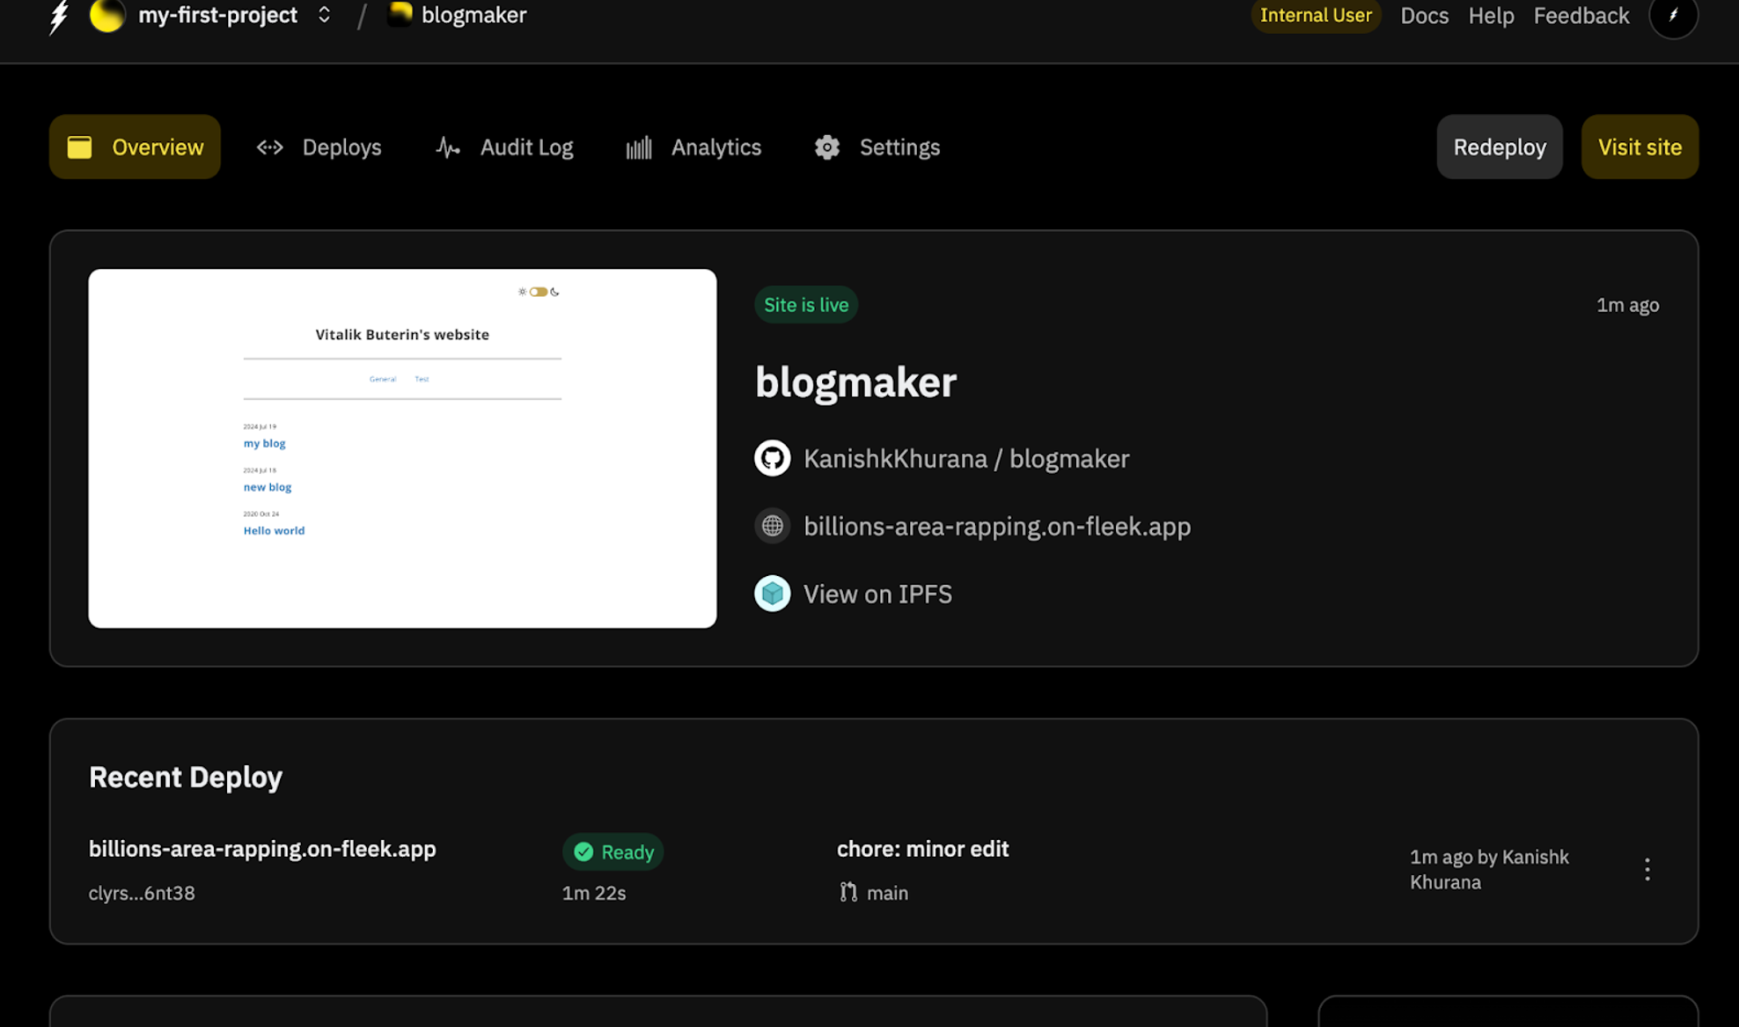 my-first-project / blogmaker
Internal User Docs Help Feedback
Overview Deploys Audit Log Analytics Settings Redeploy Visit site
Vitalik Buterin's website
General Test
2024 Jul 19
my blog
2024 Jul 16
new blog
2020 Oct 24
Hello world
Site is live 1m ago
blogmaker
KanishkKhurana / blogmaker
billions-area-rapping.on-fleek.app
View on IPFS
Recent Deploy
billions-area-rapping.on-fleek.app Ready chore: minor edit 1m ago by Kanishk
Khurana
clyrs...6nt38 1m 22s main